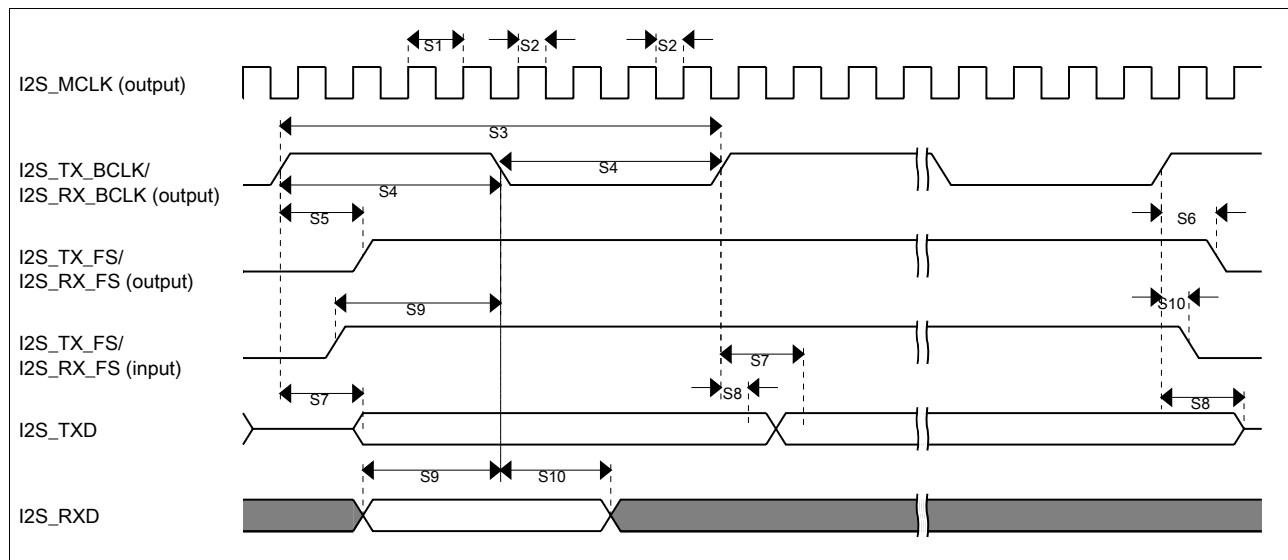 S1
S2
S2
I2S_MCLK (output)
S3
I2S_TX_BCLK/
I2S_RX_BCLK (output)
S4
S4
S5
S6
I2S_TX_FS/
I2S_RX_FS (output)
S9
S10
I2S_TX_FS/
I2S_RX_FS (input)
S7
S7
S8
S8
I2S_TXD
S9
S10
I2S_RXD